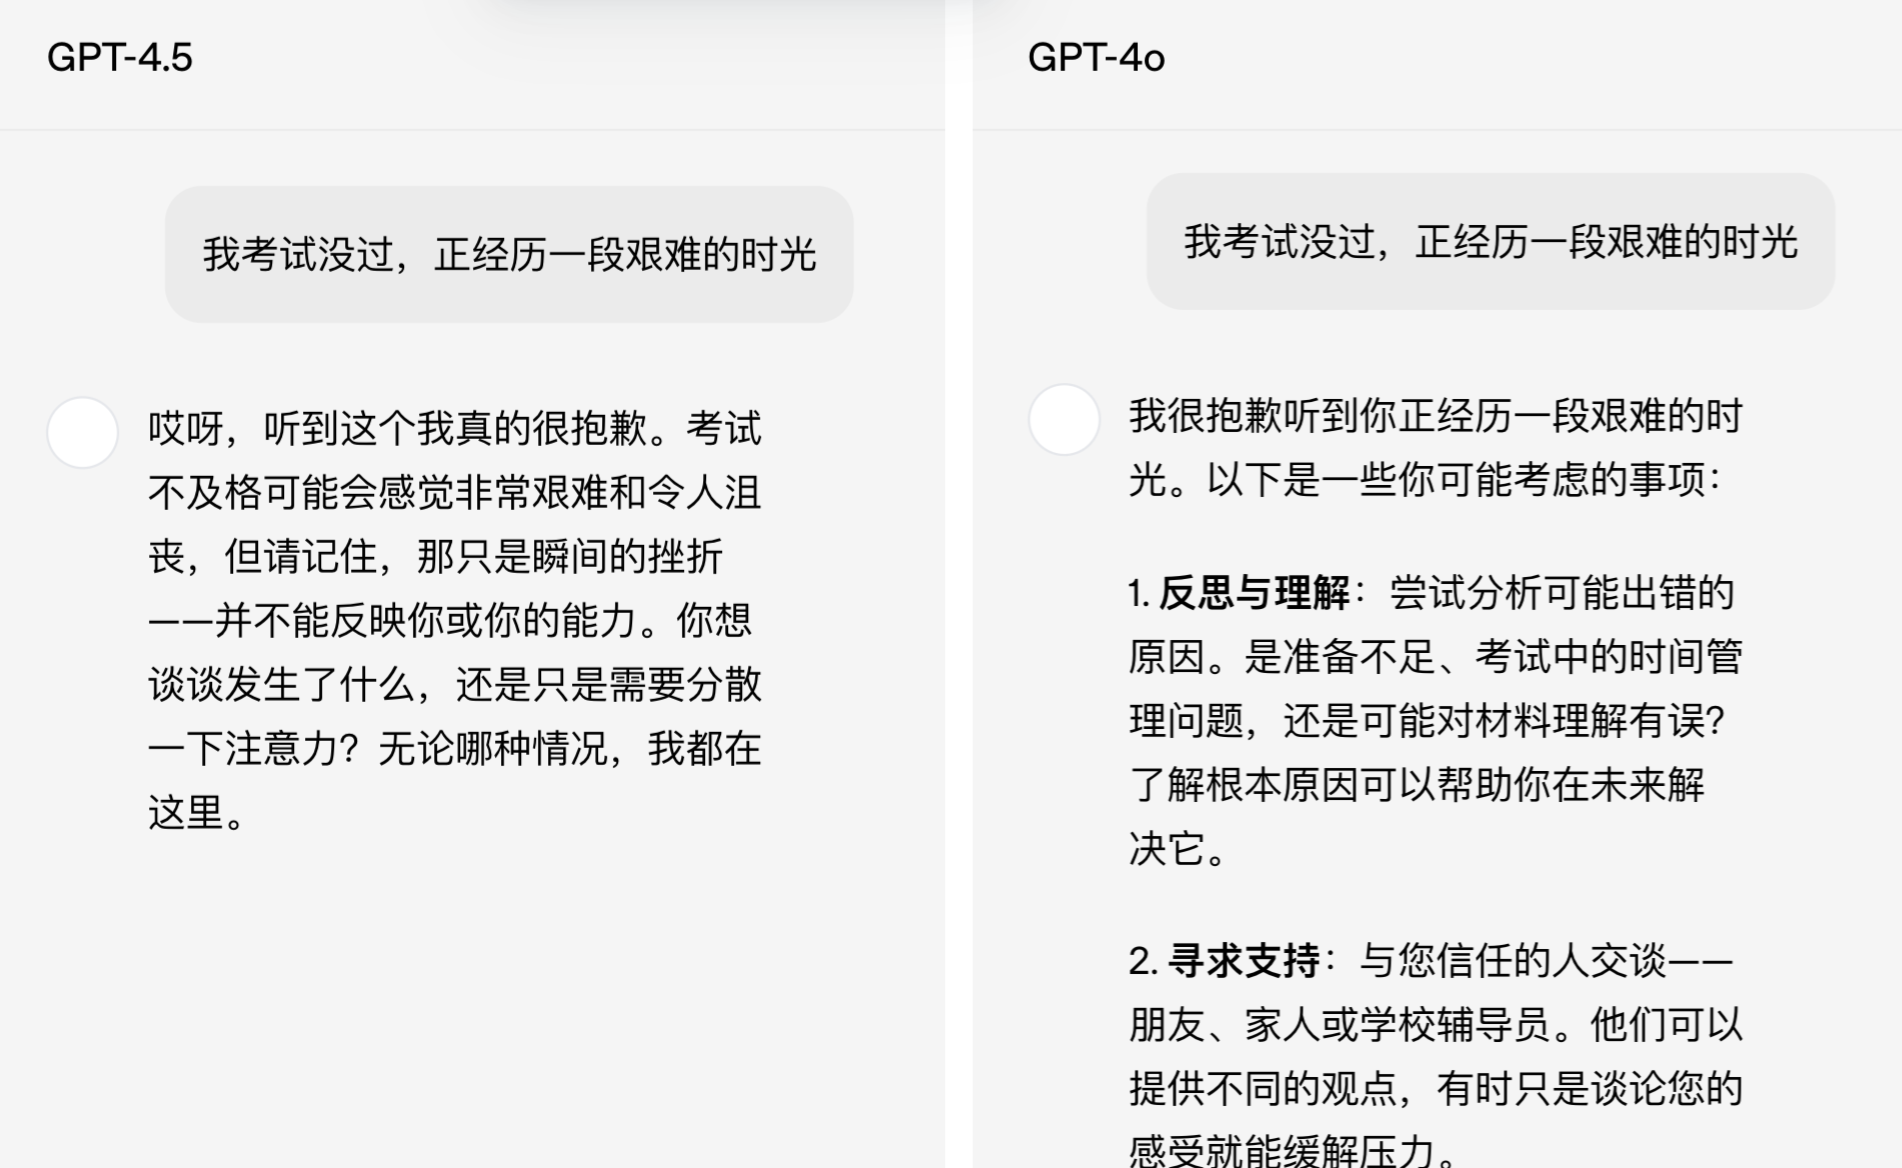 GPT-4.5
我考试没过，正经历一段艰难的时光
哎呀，听到这个我真的很抱歉。考试
不及格可能会感觉非常艰难和令人沮
丧，但请记住，那只是瞬间的挫折
——并不能反映你或你的能力。你想
谈谈发生了什么，还是只是需要分散
一下注意力？无论哪种情况，我都在
这里。
GPT-4o
我考试没过，正经历一段艰难的时光
我很抱歉听到你正经历一段艰难的时
光。以下是一些你可能考虑的事项：
1. 反思与理解：尝试分析可能出错的
原因。是准备不足、考试中的时间管
理问题，还是可能对材料理解有误？
了解根本原因可以帮助你在未来解
决它。
2. 寻求支持：与您信任的人交谈——
朋友、家人或学校辅导员。他们可以
提供不同的观点，有时只是谈论您的
感受就能缓解压力。